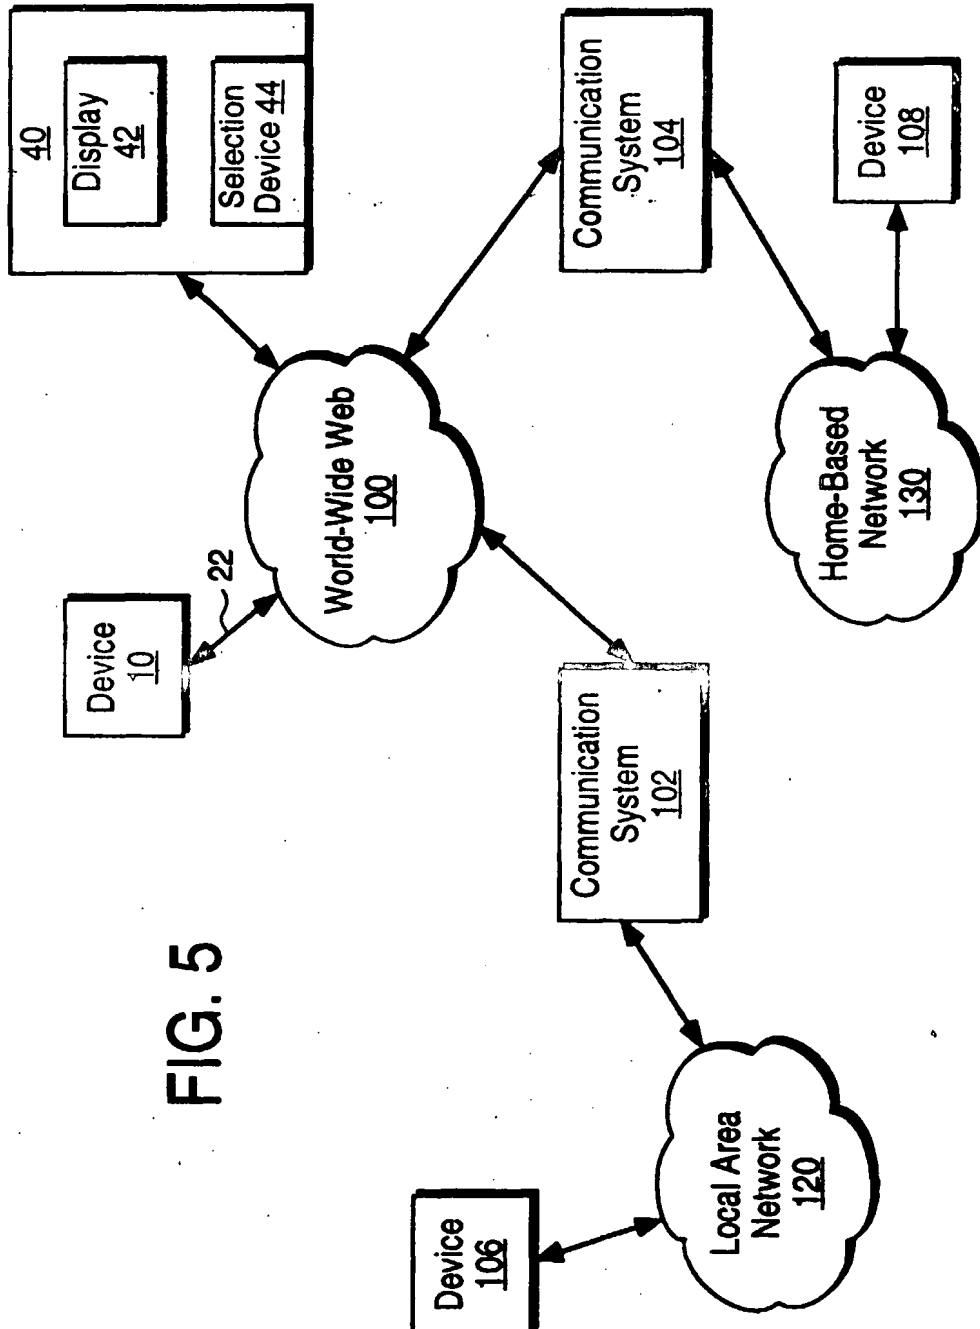 40
Display
42
Selection
Device 44
Device
10
22
World-Wide Web
100
Communication
System
104
Communication
System
102
Device
108
Home-Based
Network
130
Device
106
Local Area
Network
120
FIG. 5